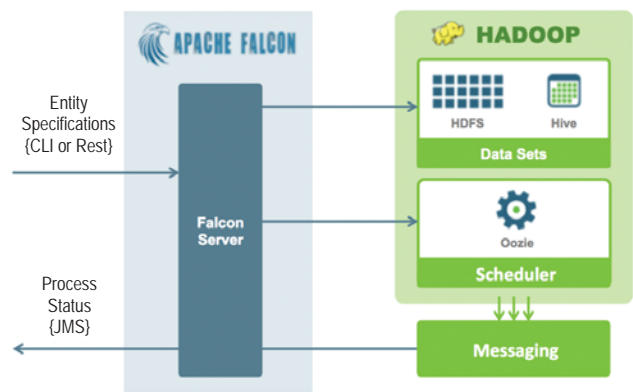 APACHE FALCON
HADOOP
Entity
Specifications
{CLI or Rest}
HDFS
Hive
Data Sets
Falcon
Server
Oozie
Scheduler
Process
Status
{JMS}
Messaging